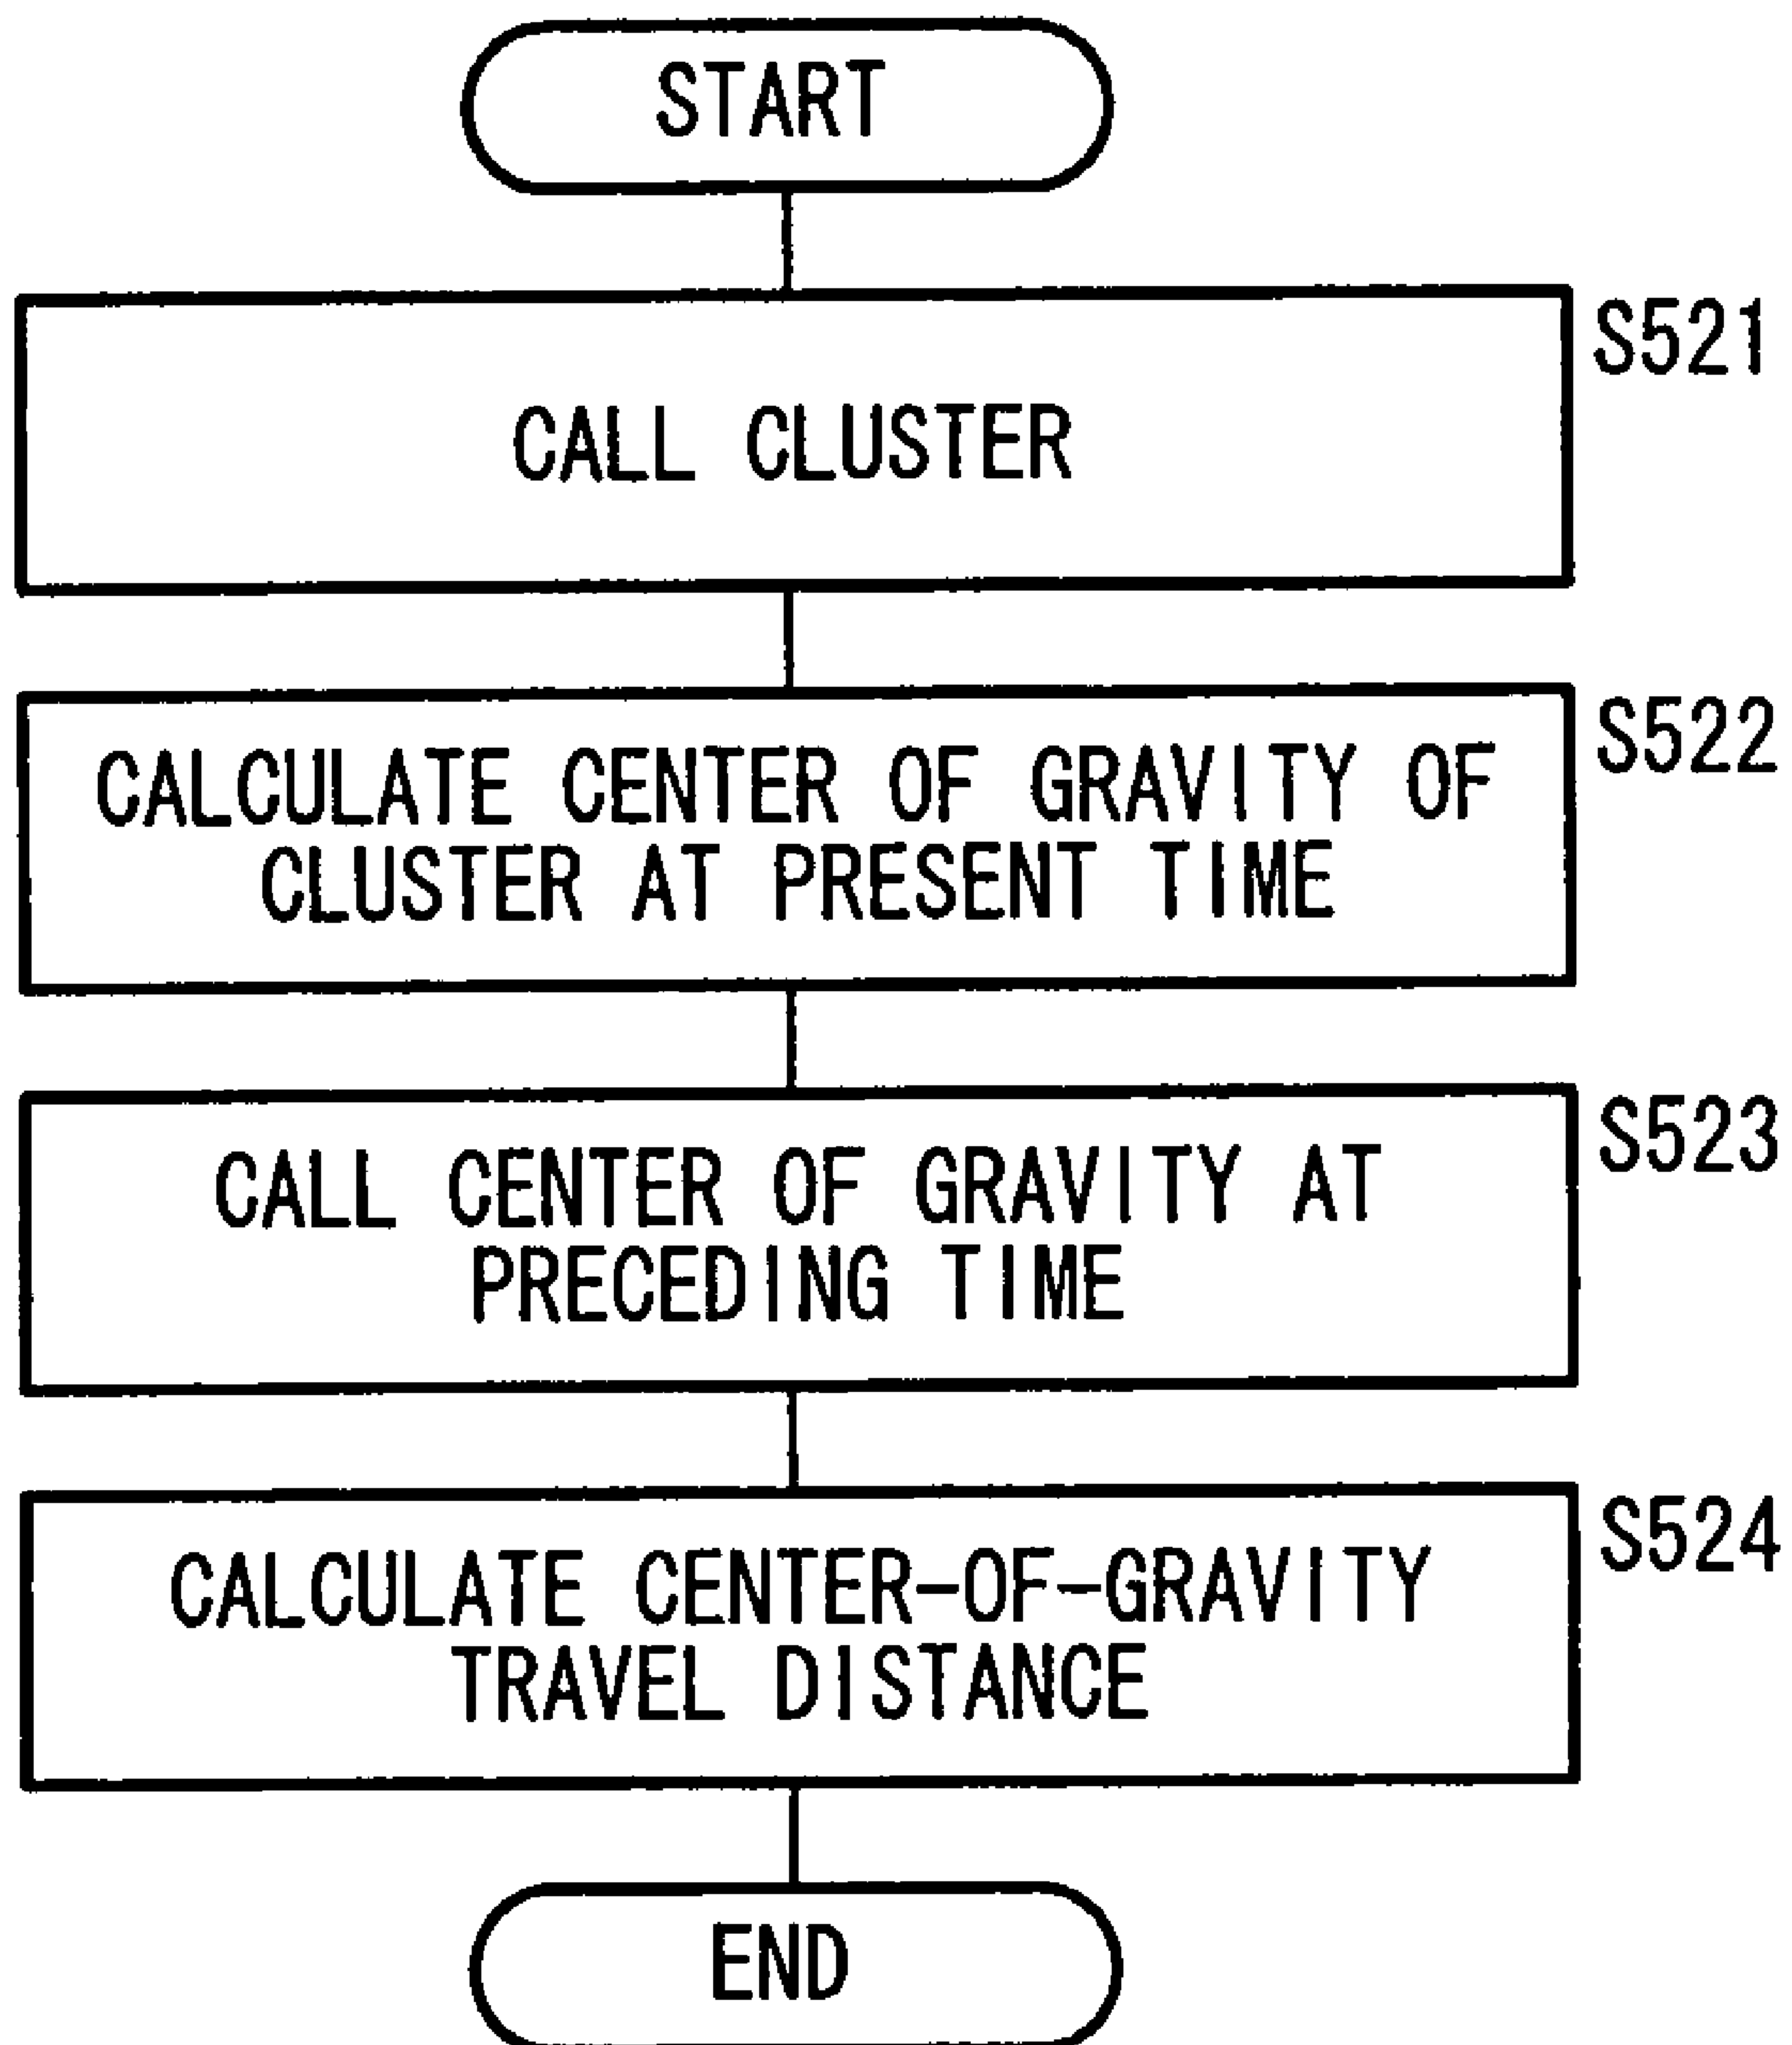 START
S521
CALL CLUSTER
S522
CALCULATE CENTER OF GRAVITY OF
CLUSTER AT PRESENT TIME
S523
CALL CENTER OF GRAVITY AT
PRECEDING TIME
S524
CALCULATE CENTER-OF-GRAVITY
TRAVEL DISTANCE
END